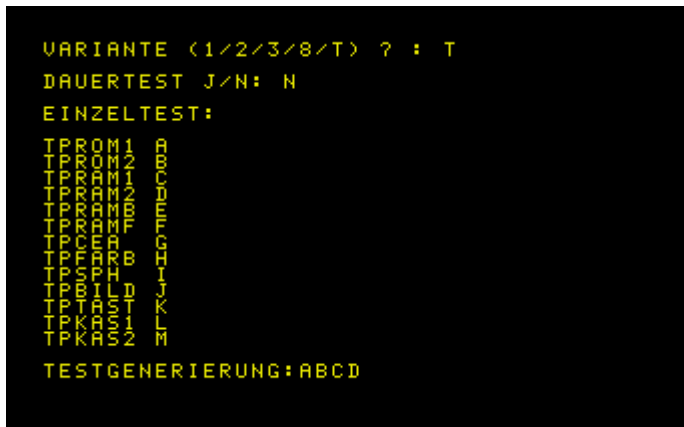 VARIANTE (1/2/3/8/T) ? : T
DAUERTEST J/N: N
EINZELTEST:
TPROM1 A
TPROM2 B
TPRAM1 C
TPRAM2 D
TPRAMB E
TPRAMF F
TPCEA G
TPFARB H
TPSPH I
TPBILD J
TPTAST K
TPKAS1 L
TPKAS2 M
TESTGENERIERUNG:ABCD